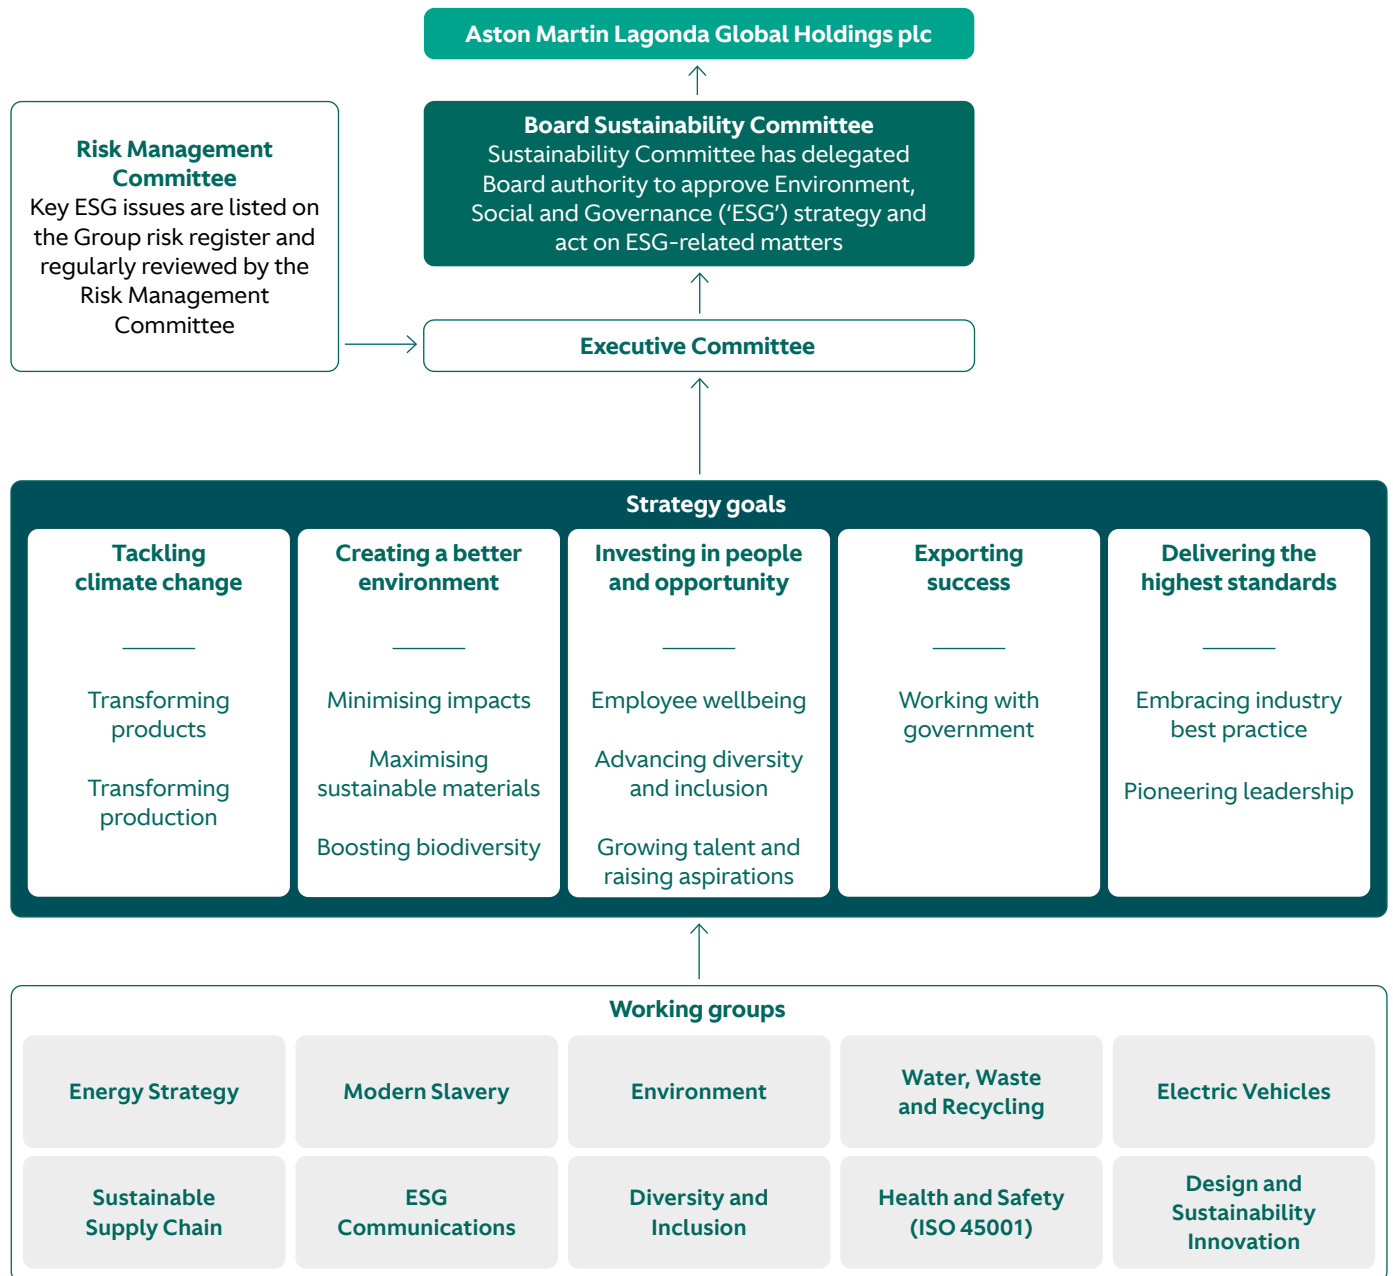 Aston Martin Lagonda Global Holdings plc
Risk Management
Committee
Key ESG issues are listed on
the Group risk register and
regularly reviewed by the
Risk Management
Committee
Board Sustainability Committee
Sustainability Committee has delegated
Board authority to approve Environment,
Social and Governance (‘ESG’) strategy and
act on ESG-related matters
Executive Committee
Strategy goals
Tackling
climate change
Transforming
products
Transforming
production
Creating a better
environment
Minimising impacts
Maximising
sustainable materials
Boosting biodiversity
Investing in people
and opportunity
Employee wellbeing
Advancing diversity
and inclusion
Growing talent and
raising aspirations
Exporting
success
Working with
government
Delivering the
highest standards
Embracing industry
best practice
Pioneering leadership
Working groups
Energy Strategy
Modern Slavery
Environment
Water, Waste
and Recycling
Electric Vehicles
Sustainable
Supply Chain
ESG
Communications
Diversity and
Inclusion
Health and Safety
(ISO 45001)
Design and
Sustainability
Innovation